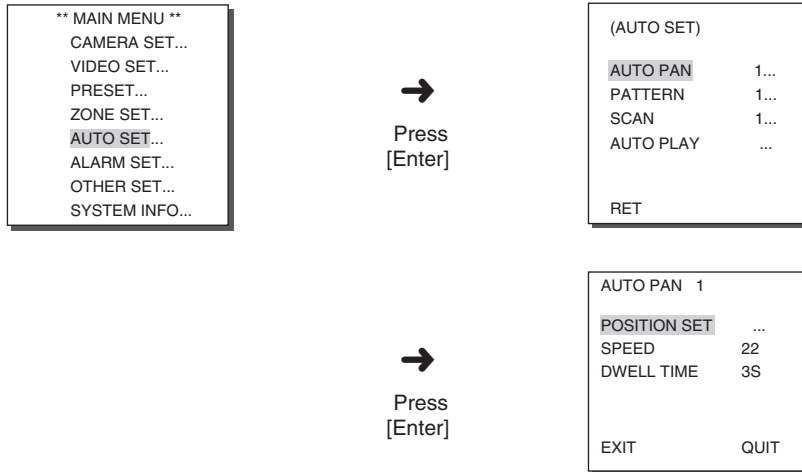 ** MAIN MENU **
CAMERA SET...
VIDEO SET...
PRESET...
ZONE SET...
AUTO SET...
ALARM SET...
OTHER SET...
SYSTEM INFO...
Press
[Enter]
(AUTO SET)
AUTO PAN 1...
PATTERN 1...
SCAN 1...
AUTO PLAY ...
RET
Press
[Enter]
AUTO PAN 1
POSITION SET ...
SPEED 22
DWELL TIME 3S
EXIT QUIT